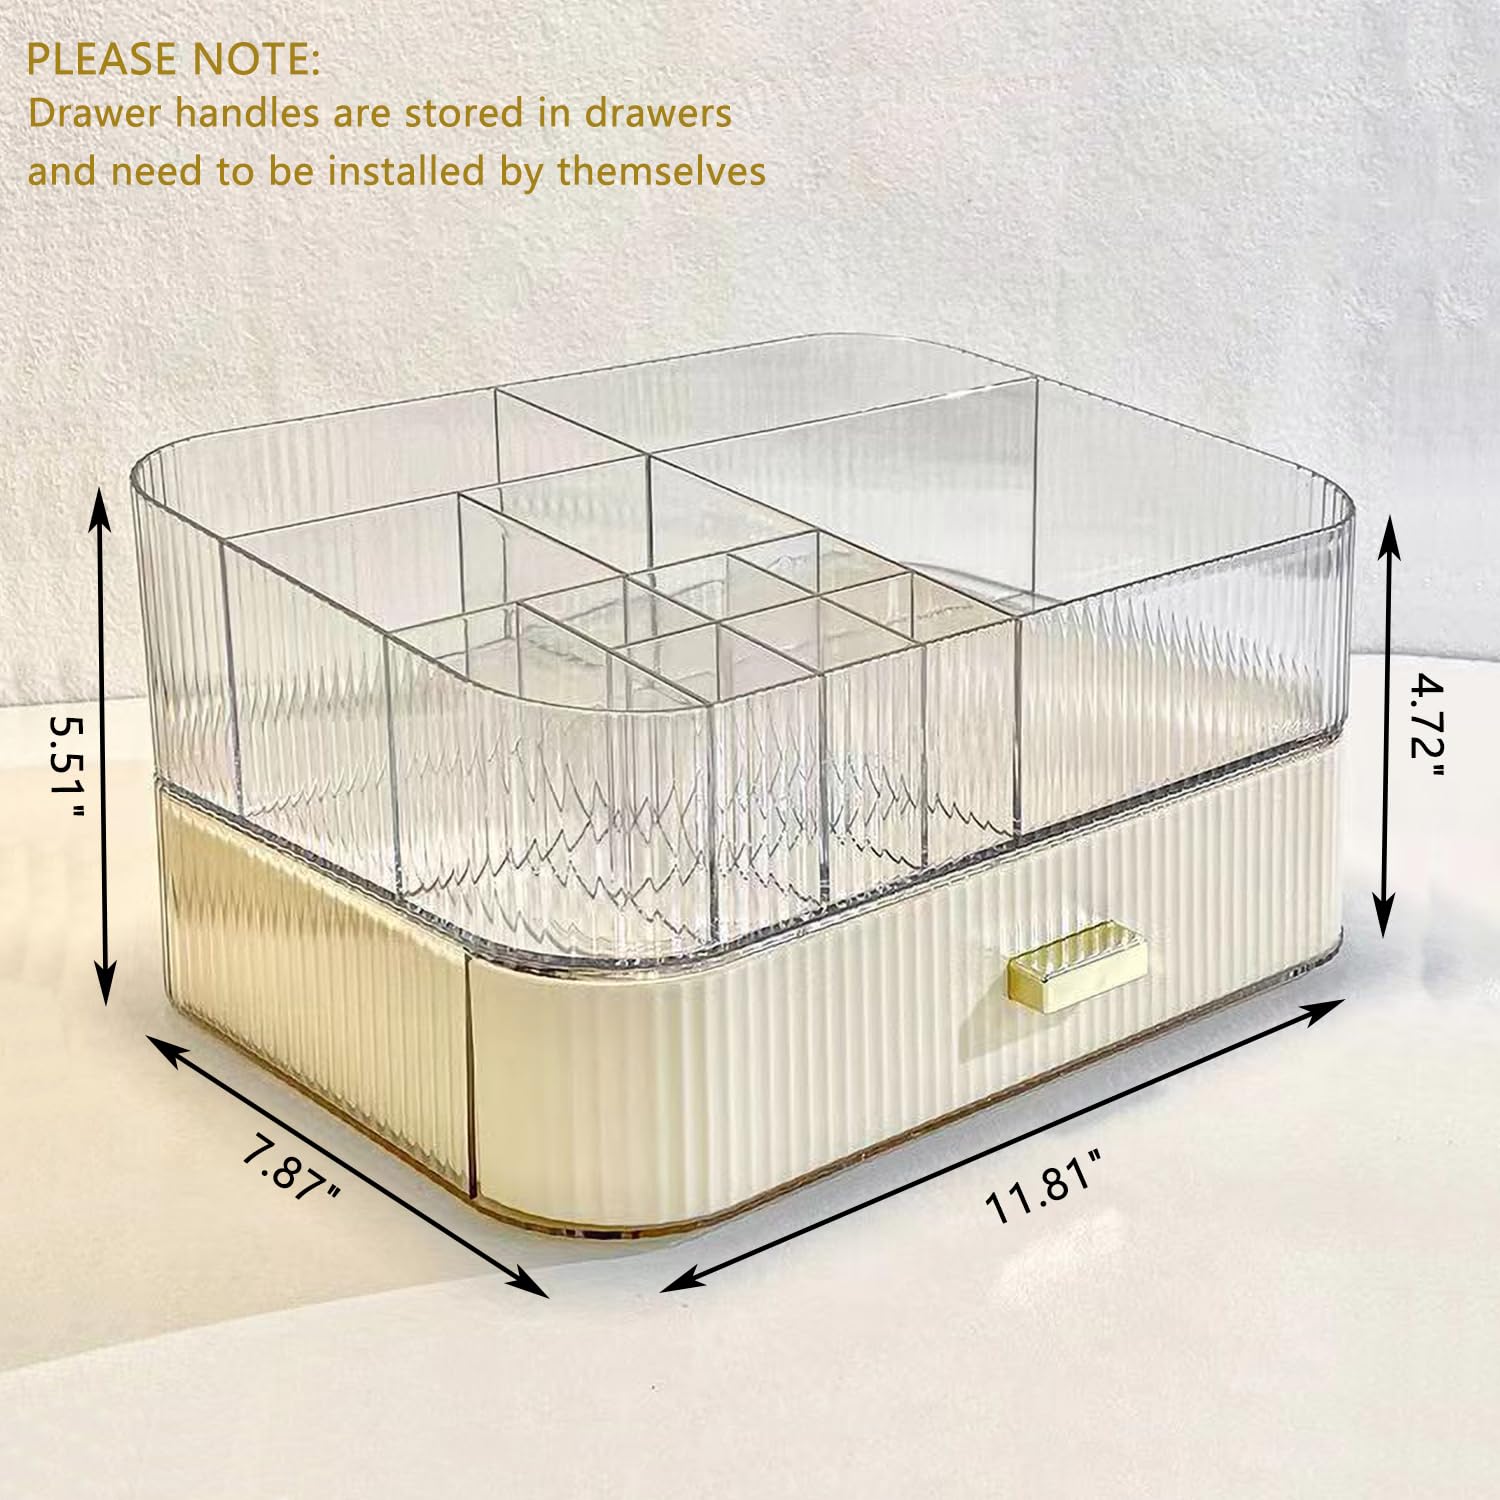 PLEASE NOTE:
Drawer handles are stored in drawers
and need to be installed by themselves
5.51"
4.72"
7.87"
11.81"